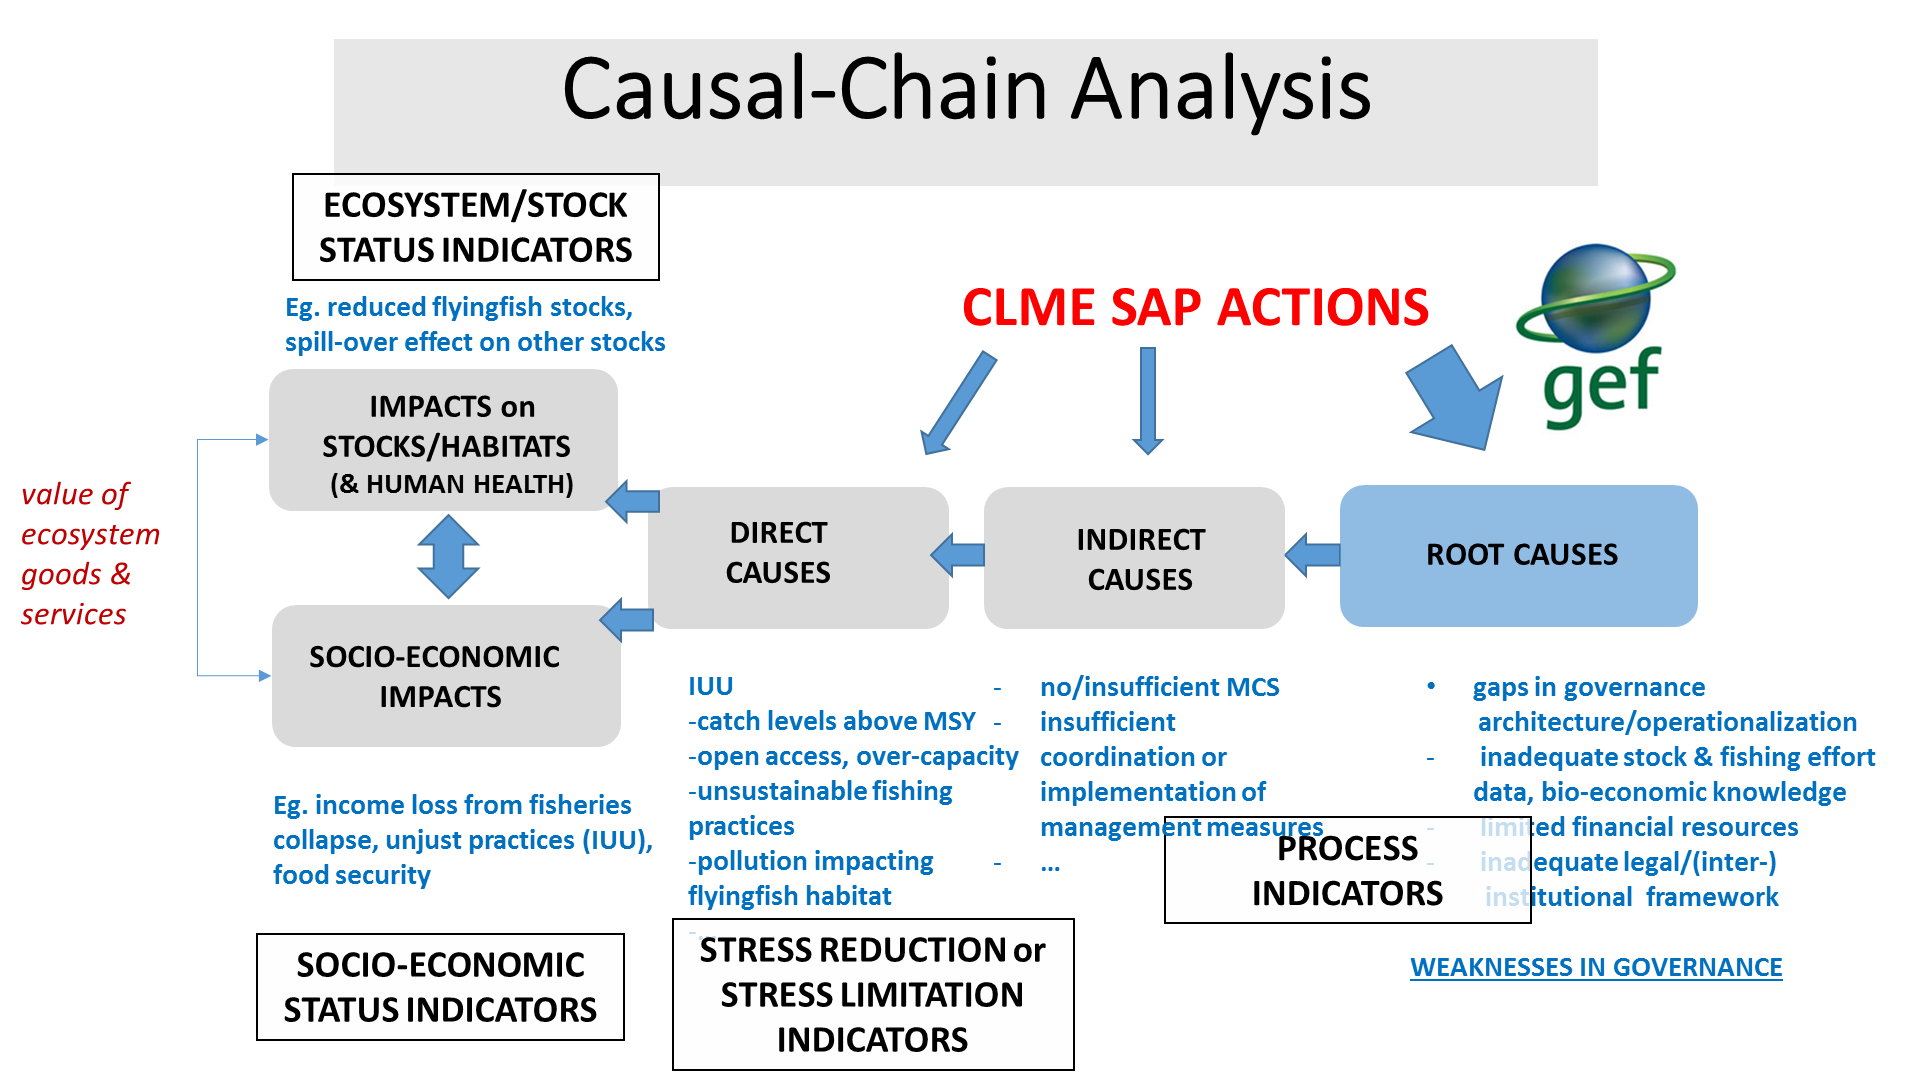 Causal-Chain Analysis
ECOSYSTEM/STOCK
STATUS INDICATORS
Eg. reduced flyingfish stocks,
spill-over effect on other stocks
CLME SAP ACTIONS
gef
IMPACTS on
STOCKS/HABITATS
(& HUMAN HEALTH)
value of
ecosystem
goods &
services
DIRECT
CAUSES
INDIRECT
CAUSES
ROOT CAUSES
SOCIO-ECONOMIC
IMPACTS
Eg. income loss from fisheries
collapse, unjust practices (IUU),
food security
IUU
-catch levels above MSY
-open access, over-capacity
-unsustainable fishing
practices
-pollution impacting
flyingfish habitat
-...
- no/insufficient MCS
- insufficient
coordination or
implementation of
management measures
- ...
• gaps in governance
architecture/operationalization
- inadequate stock & fishing effort
data, bio-economic knowledge
- limited financial resources
- inadequate legal/(inter-)
institutional framework
PROCESS
INDICATORS
WEAKNESSES IN GOVERNANCE
SOCIO-ECONOMIC
STATUS INDICATORS
STRESS REDUCTION or
STRESS LIMITATION
INDICATORS